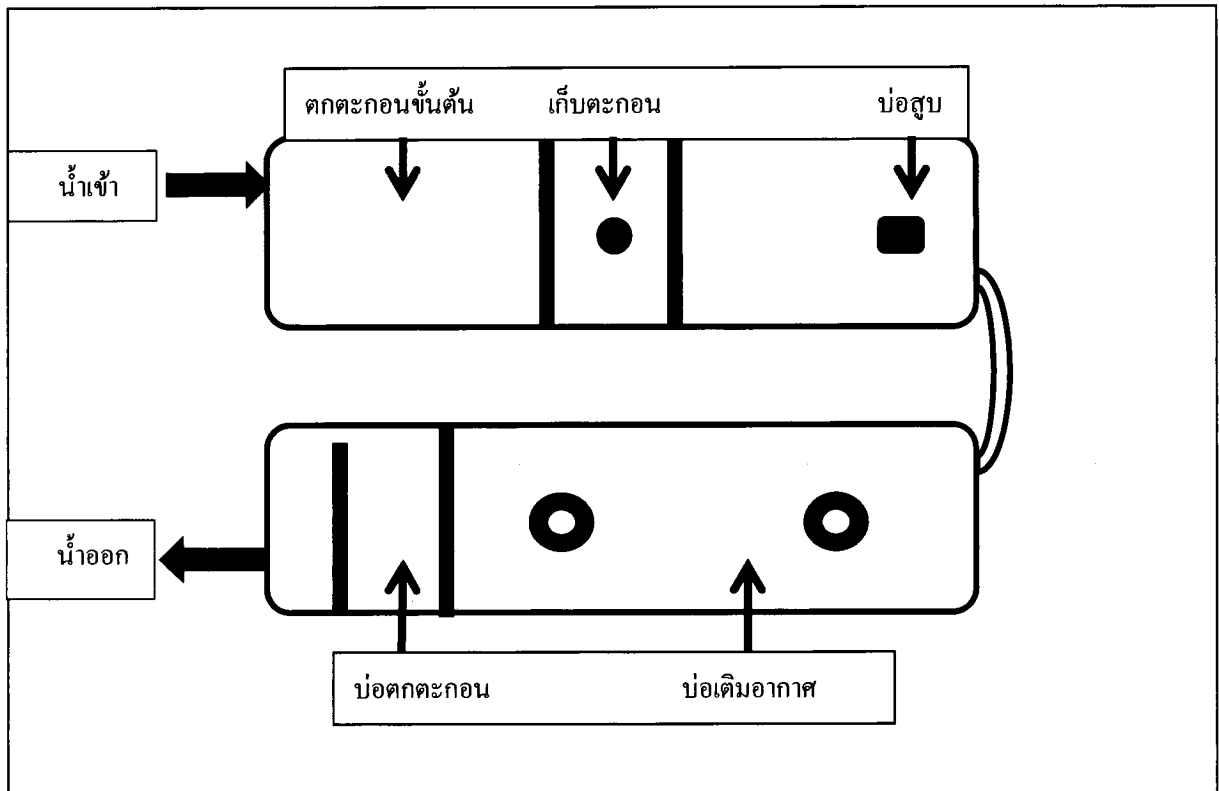 ตกตะกอนขั้นต้น เก็บตะกอน บ่อสูบ
น้ำเข้า
น้ำออก
บ่อตกตะกอน บ่อเติมอากาศ